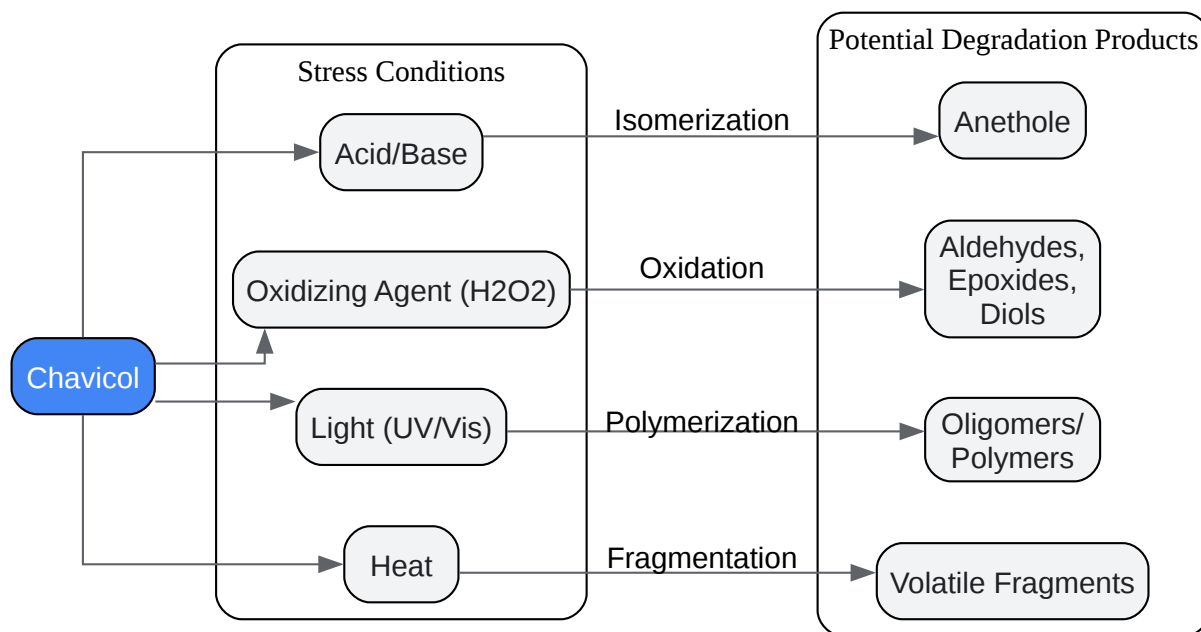 Stress Conditions
Potential Degradation Products
Chavicol
Acid/Base
Isomerization
Anethole
Oxidizing Agent (H2O2)
Oxidation
Aldehydes,
Epoxides,
Diols
Light (UV/Vis)
Polymerization
Oligomers/
Polymers
Heat
Fragmentation
Volatile Fragments